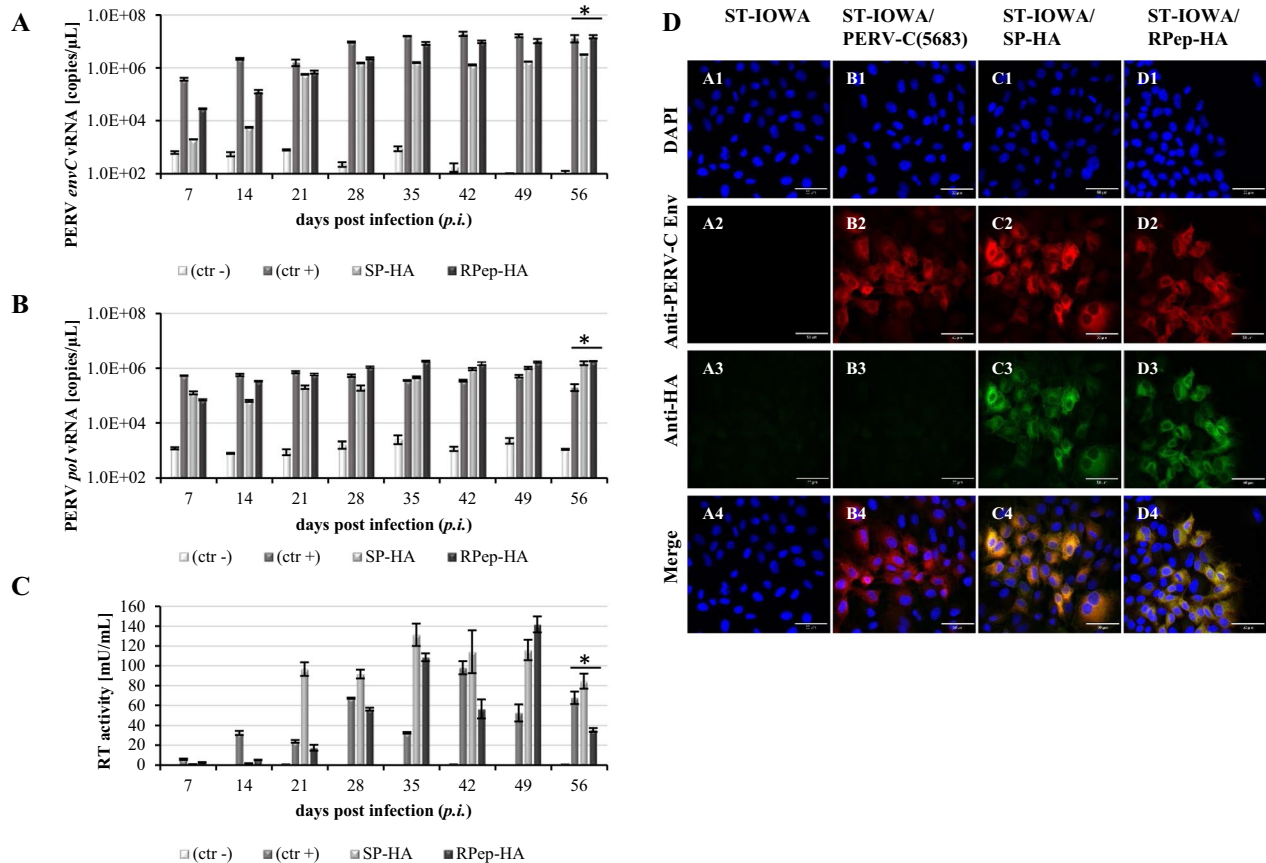 A
PERV envC vRNA [copies/µL]
1.0E+08
1.0E+06
1.0E+04
1.0E+02
*
7 14 21 28 35 42 49 56
days post infection (p.i.)
(ctr -) (ctr +) SP-HA RPep-HA
B
PERV pol vRNA [copies/µL]
1.0E+08
1.0E+06
1.0E+04
1.0E+02
*
7 14 21 28 35 42 49 56
days post infection (p.i.)
(ctr -) (ctr +) SP-HA RPep-HA
C
RT activity [mU/mL]
160
140
120
100
80
60
40
20
0
*
7 14 21 28 35 42 49 56
days post infection (p.i.)
(ctr -) (ctr +) SP-HA RPep-HA
D
ST-IOWA
ST-IOWA/
PERV-C(5683)
ST-IOWA/
SP-HA
ST-IOWA/
RPep-HA
DAPI
A1 B1 C1 D1
Anti-PERV-C Env
A2 B2 C2 D2
Anti-HA
A3 B3 C3 D3
Merge
A4 B4 C4 D4